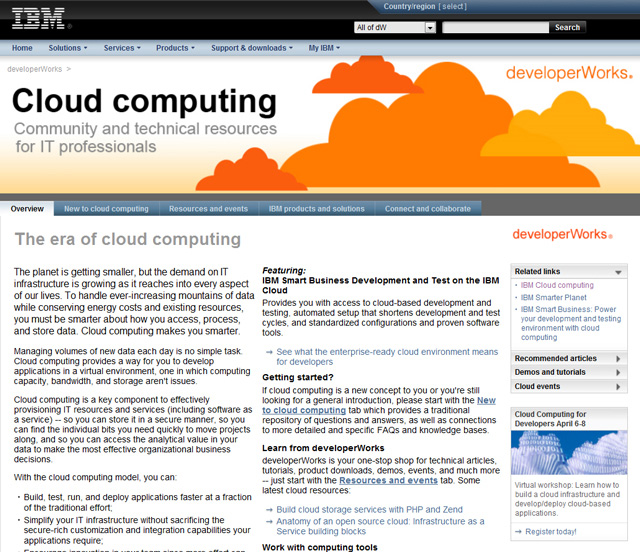 IBM
Country/region [ select ]
All of dW
Search
Home
Solutions
Services
Products
Support & downloads
My IBM
developerWorks >
developerWorks®
Cloud computing
Community and technical resources
for IT professionals
Overview
New to cloud computing
Resources and events
IBM products and solutions
Connect and collaborate
The era of cloud computing
The planet is getting smaller, but the demand on IT
infrastructure is growing as it reaches into every aspect
of our lives. To handle ever-increasing mountains of data
while conserving energy costs and existing resources,
you must be smarter about how you access, process,
and store data. Cloud computing makes you smarter.
Managing volumes of new data each day is no simple task.
Cloud computing provides a way for you to develop
applications in a virtual environment, one in which computing
capacity, bandwidth, and storage aren't issues.
Cloud computing is a key component to effectively
provisioning IT resources and services (including software as
a service) -- so you can store it in a secure manner, so you
can find the individual bits you need quickly to move projects
along, and so you can access the analytical value in your
data to make the most effective organizational business
decisions.
With the cloud computing model, you can:
• Build, test, run, and deploy applications faster at a fraction
of the traditional effort;
• Simplify your IT infrastructure without sacrificing the
secure-rich customization and integration capabilities your
applications require;
Featuring:
IBM Smart Business Development and Test on the IBM
Cloud
Provides you with access to cloud-based development and
testing, automated setup that shortens development and test
cycles, and standardized configurations and proven software
tools.
→ See what the enterprise-ready cloud environment means
for developers
Getting started?
If cloud computing is a new concept to you or you're still
looking for a general introduction, please start with the New
to cloud computing tab which provides a traditional
repository of questions and answers, as well as connections
to more detailed and specific FAQs and knowledge bases.
Learn from developerWorks
developerWorks is your one-stop shop for technical articles,
tutorials, product downloads, demos, events, and much more
-- just start with the Resources and events tab. Some
latest cloud resources:
→ Build cloud storage services with PHP and Zend
→ Anatomy of an open source cloud: Infrastructure as a
Service building blocks
Work with computing tools
developerWorks®
Related links
• IBM Cloud computing
• IBM Smarter Planet
• IBM Smart Business: Power
your development and testing
environment with cloud
computing
Recommended articles
Demos and tutorials
Cloud events
Cloud Computing for
Developers April 6-8
Virtual workshop: Learn how to
build a cloud infrastructure and
develop/deploy cloud-based
applications.
→ Register today!